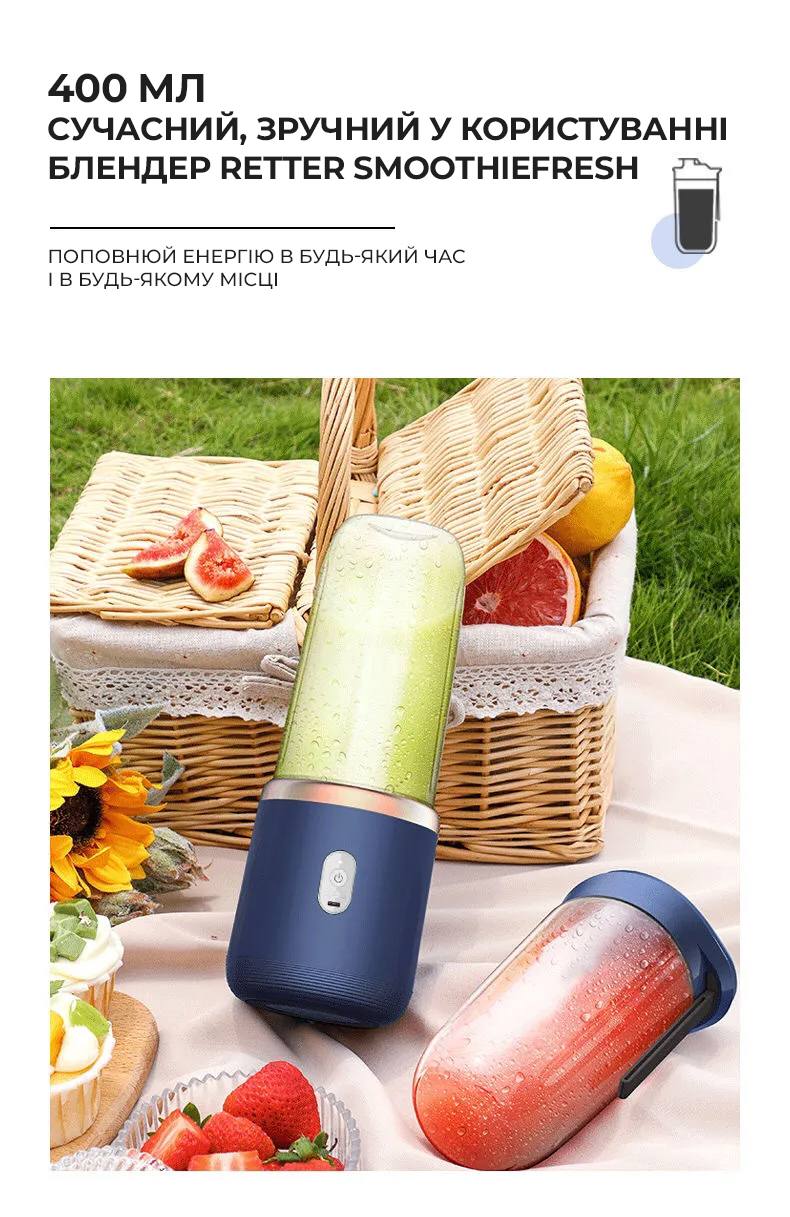 400 МЛ
СУЧАСНИЙ, ЗРУЧНИЙ У КОРИСТУВАННІ
БЛЕНДЕР RETTER SMOOTHIEFRESH
ПОПОВНЮЙ ЕНЕРГІЮ В БУДЬ-ЯКИЙ ЧАС
І В БУДЬ-ЯКОМУ МІСЦІ